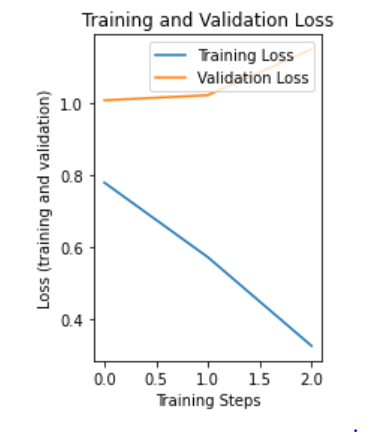 Training and Validation Loss
Training Loss
Validation Loss
Loss (training and validation)
1.0
0.8
0.6
0.4
0.0 0.5 1.0 1.5 2.0
Training Steps